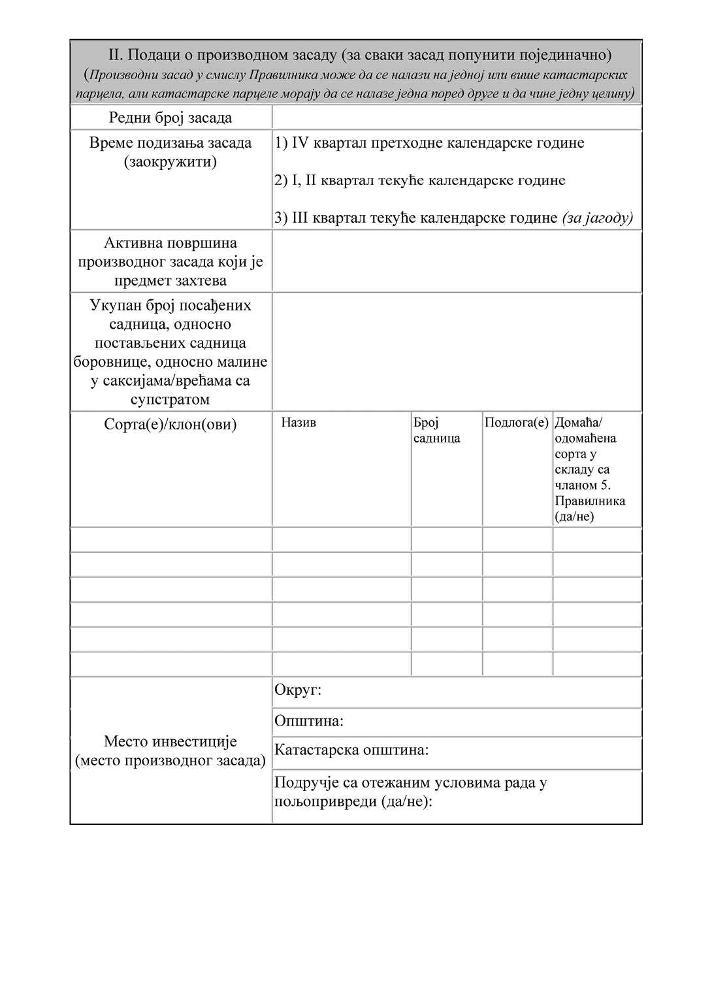 II. Подаци о производном засаду (за сваки засад попунити појединачно)
(Производни засад у смислу Правилника може да се налази на једној или више катастарских
парцела, али катастарске парцеле морају да се налазе једна поред друге и да чине једну целину)
Редни број засада
Време подизања засада
(заокружити)
1) IV квартал претходне календарске године
2) I, II квартал текуће календарске године
3) III квартал текуће календарске године (за јагоду)
Активна површина
производног засада који је
предмет захтева
Укупан број посађених
садница, односно
постављених садница
боровнице, односно малине
у саксијама/врећама са
супстратом
Сорта(е)/клон(ови)
Назив
Број
садница
Подлога(е)
Домаћа/
одомаћена
сорта у
складу са
чланом 5.
Правилника
(да/не)
Место инвестиције
(место производног засада)
Округ:
Општина:
Катастарска општина:
Подручје са отежаним условима рада у
пољопривреди (да/не):